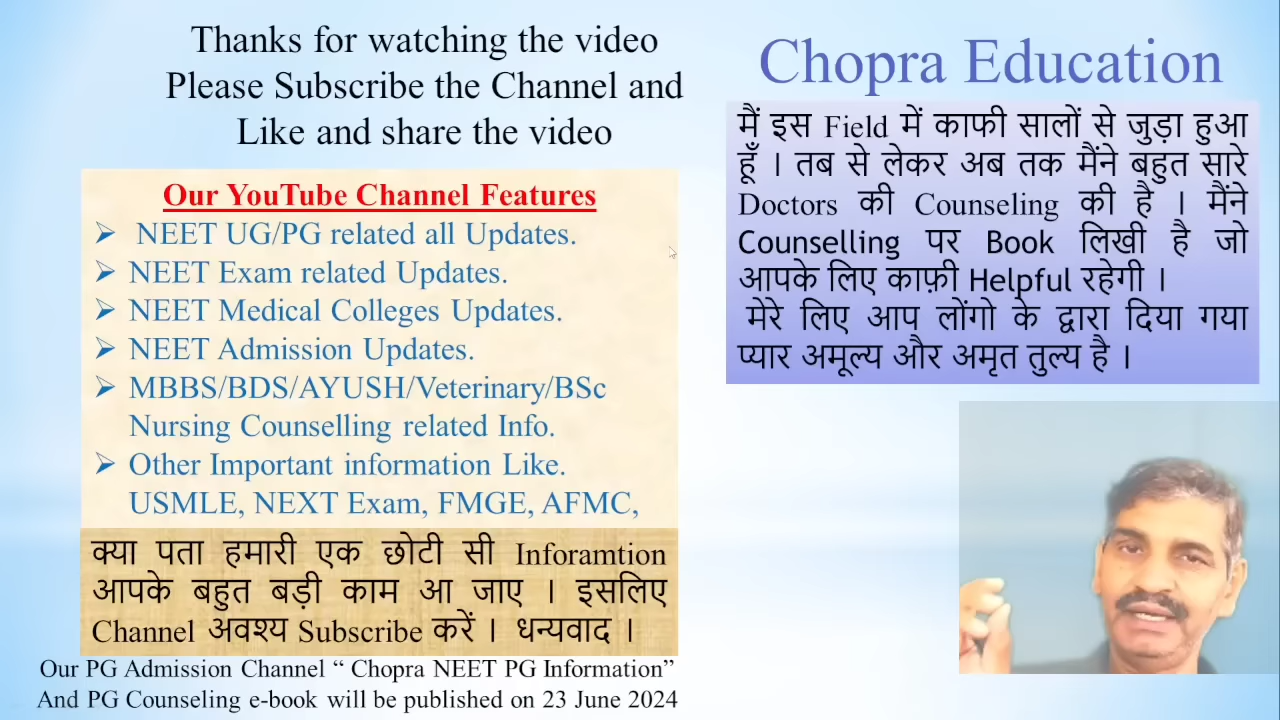 Thanks for watching the video
Please Subscribe the Channel and
Like and share the video
Our YouTube Channel Features
➢ NEET UG/PG related all Updates.
➢ NEET Exam related Updates.
➢ NEET Medical Colleges Updates.
➢ NEET Admission Updates.
➢ MBBS/BDS/AYUSH/Veterinary/BSc
Nursing Counselling related Info.
➢ Other Important information Like.
USMLE, NEXT Exam, FMGE, AFMC,
क्या पता हमारी एक छोटी सी Inforamtion
आपके बहुत बड़ी काम आ जाए । इसलिए
Channel अवश्य Subscribe करें । धन्यवाद ।
Our PG Admission Channel “ Chopra NEET PG Information”
And PG Counseling e-book will be published on 23 June 2024
Chopra Education
मैं इस Field में काफी सालों से जुड़ा हुआ
हूँ । तब से लेकर अब तक मैंने बहुत सारे
Doctors की Counseling की है । मैंने
Counselling पर Book लिखी है जो
आपके लिए काफ़ी Helpful रहेगी ।
मेरे लिए आप लोंगो के द्वारा दिया गया
प्यार अमूल्य और अमृत तुल्य है ।